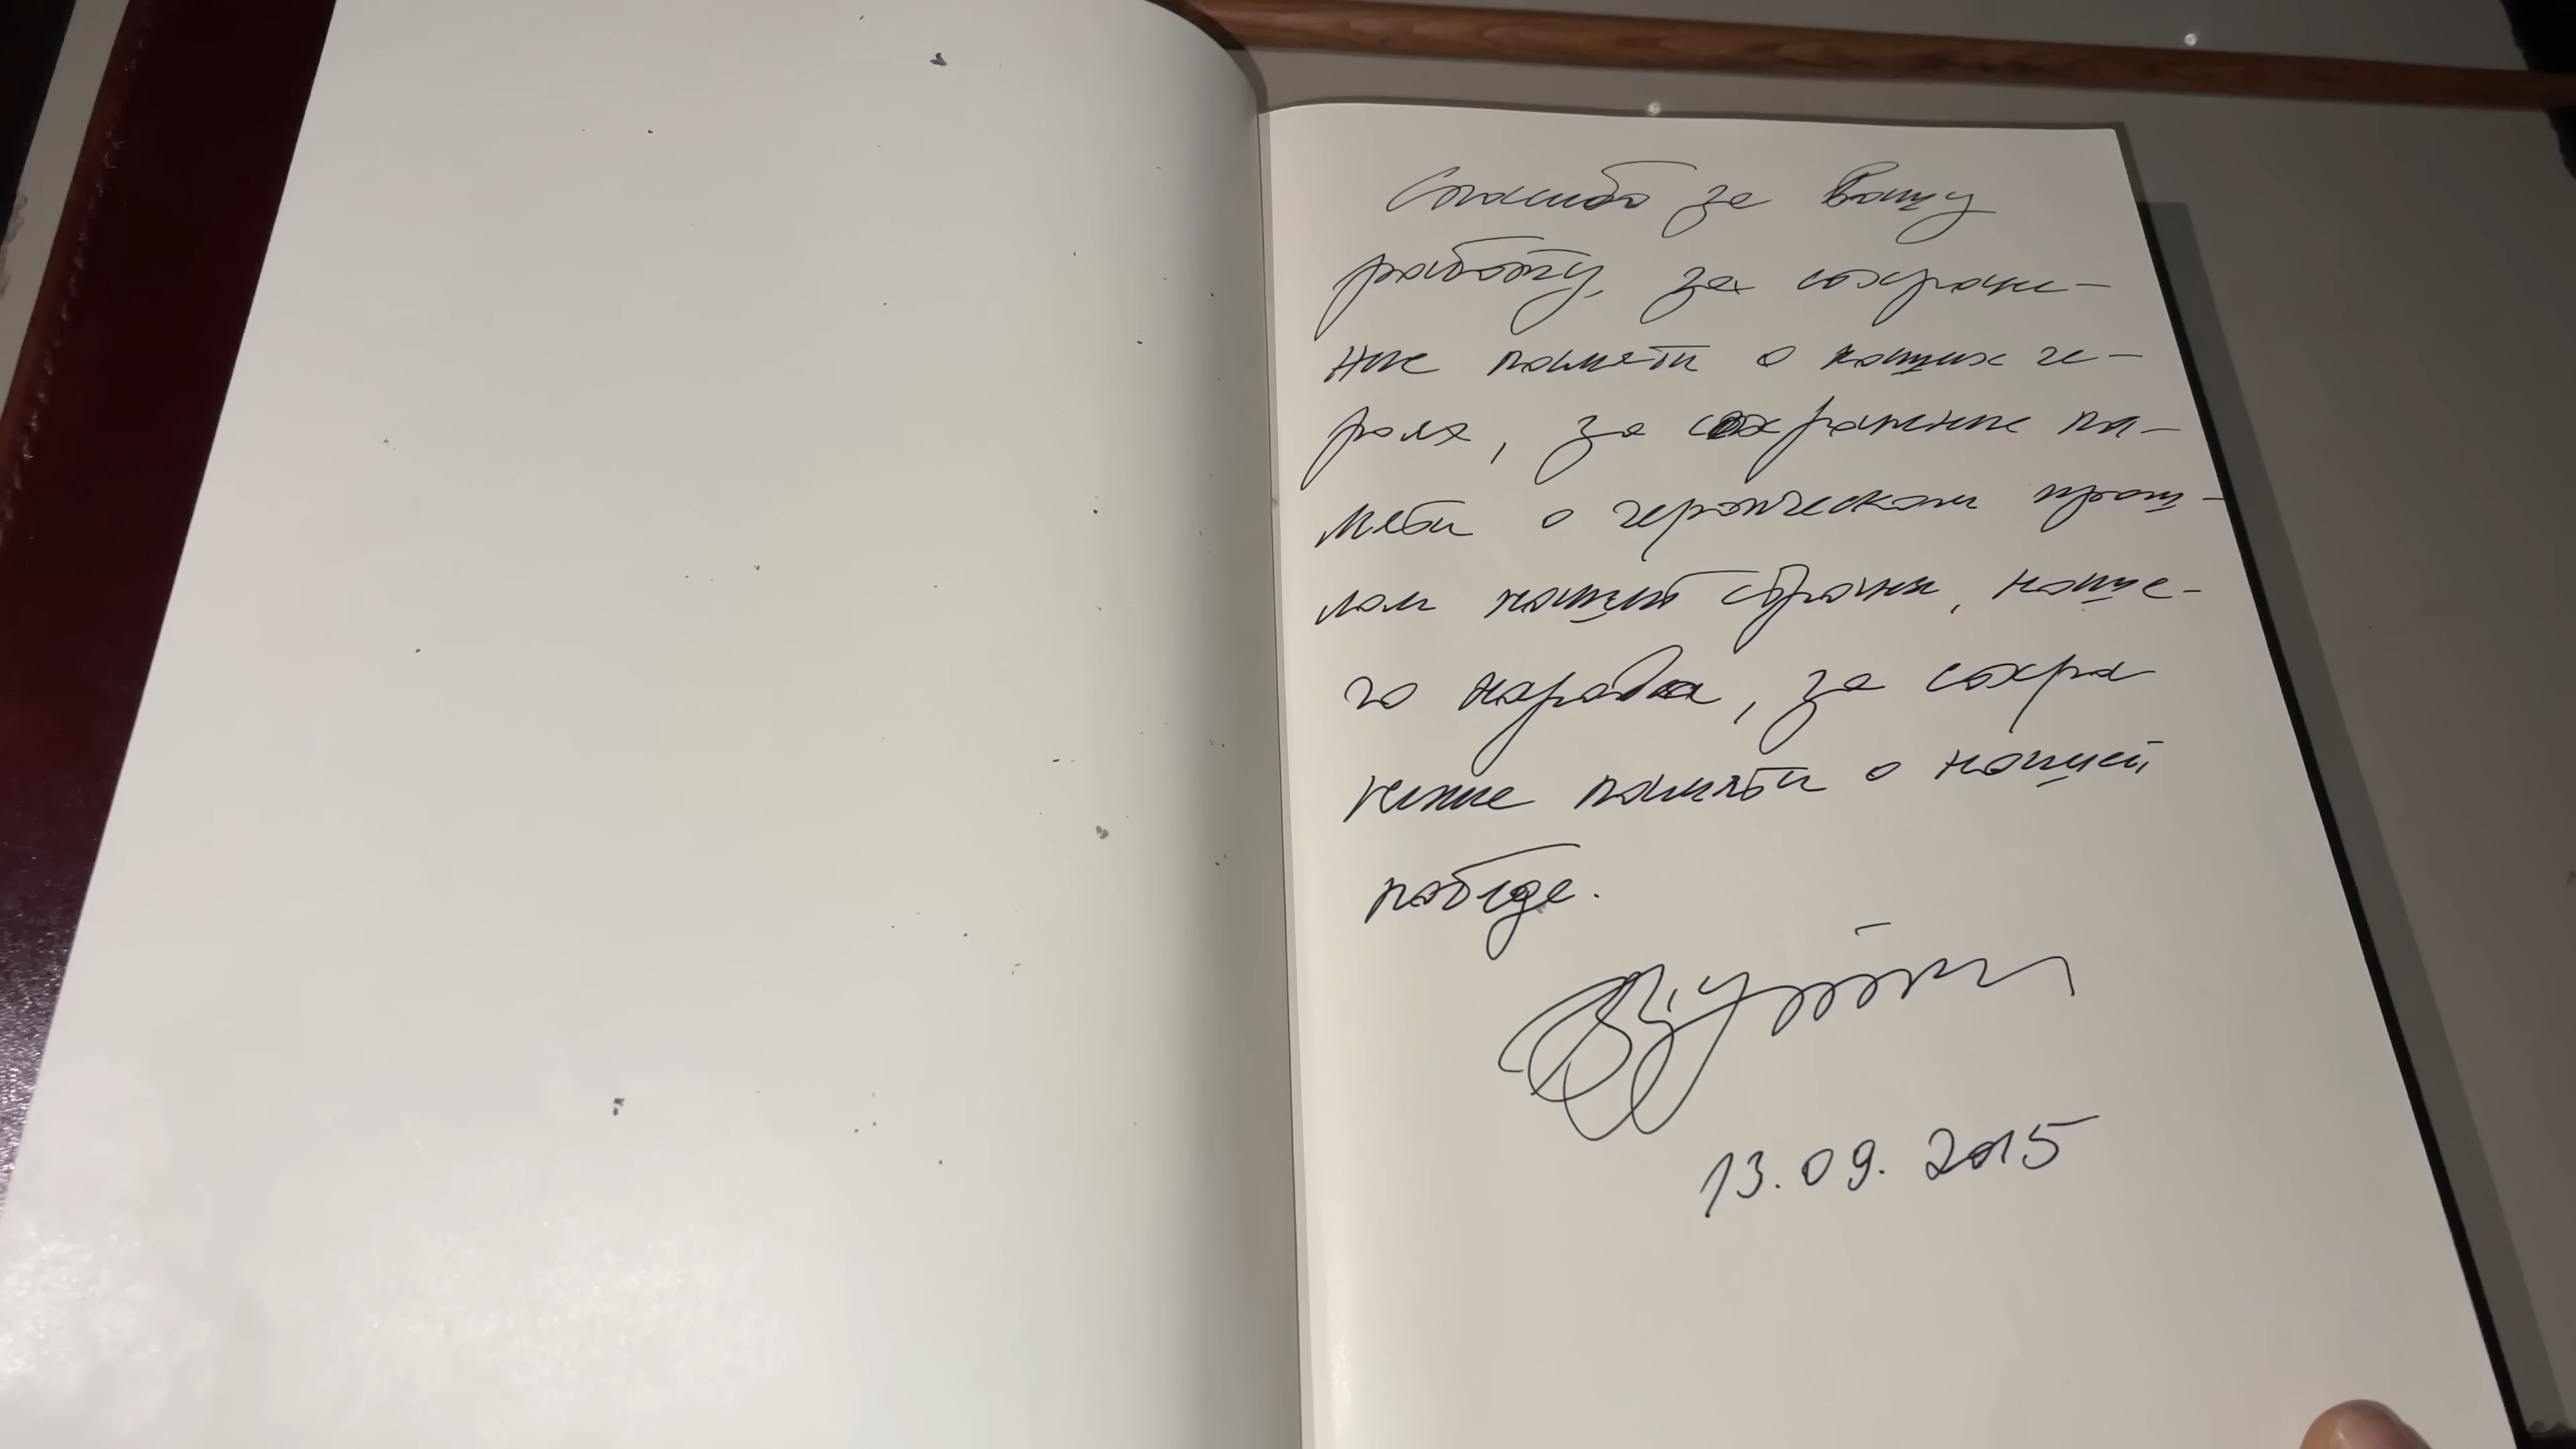 Спасибо за Вашу
работу, за сохране-
ние памяти о наших ге-
роях, за сохранение па-
мяти о героическом прош-
лом нашей страны, наше-
го народа, за сохра
нение памяти о нашей
победе.
13.09.2015